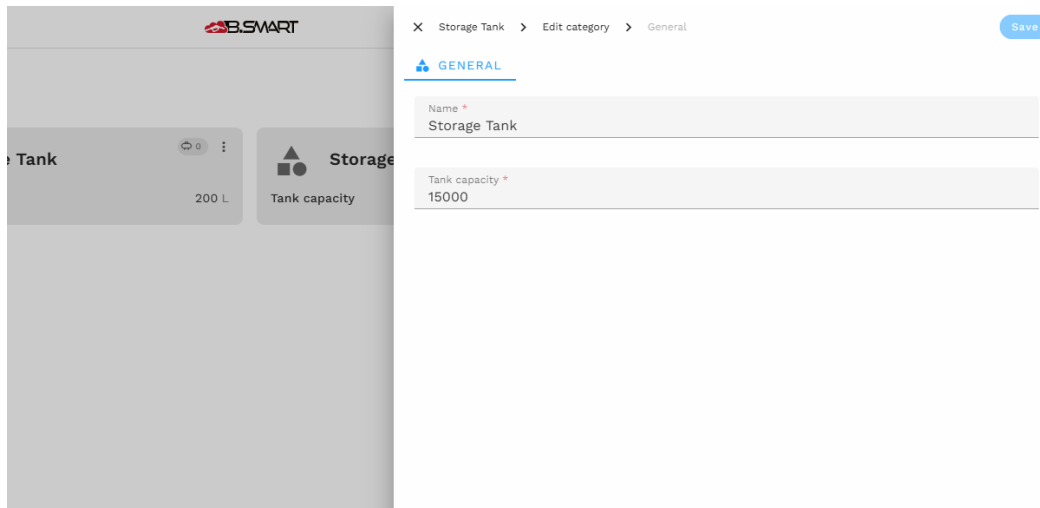 B.SMART
Storage Tank > Edit category > General
Save
GENERAL
Name *
Storage Tank
Tank capacity *
15000
Tank
0
200 L
Storage
Tank capacity